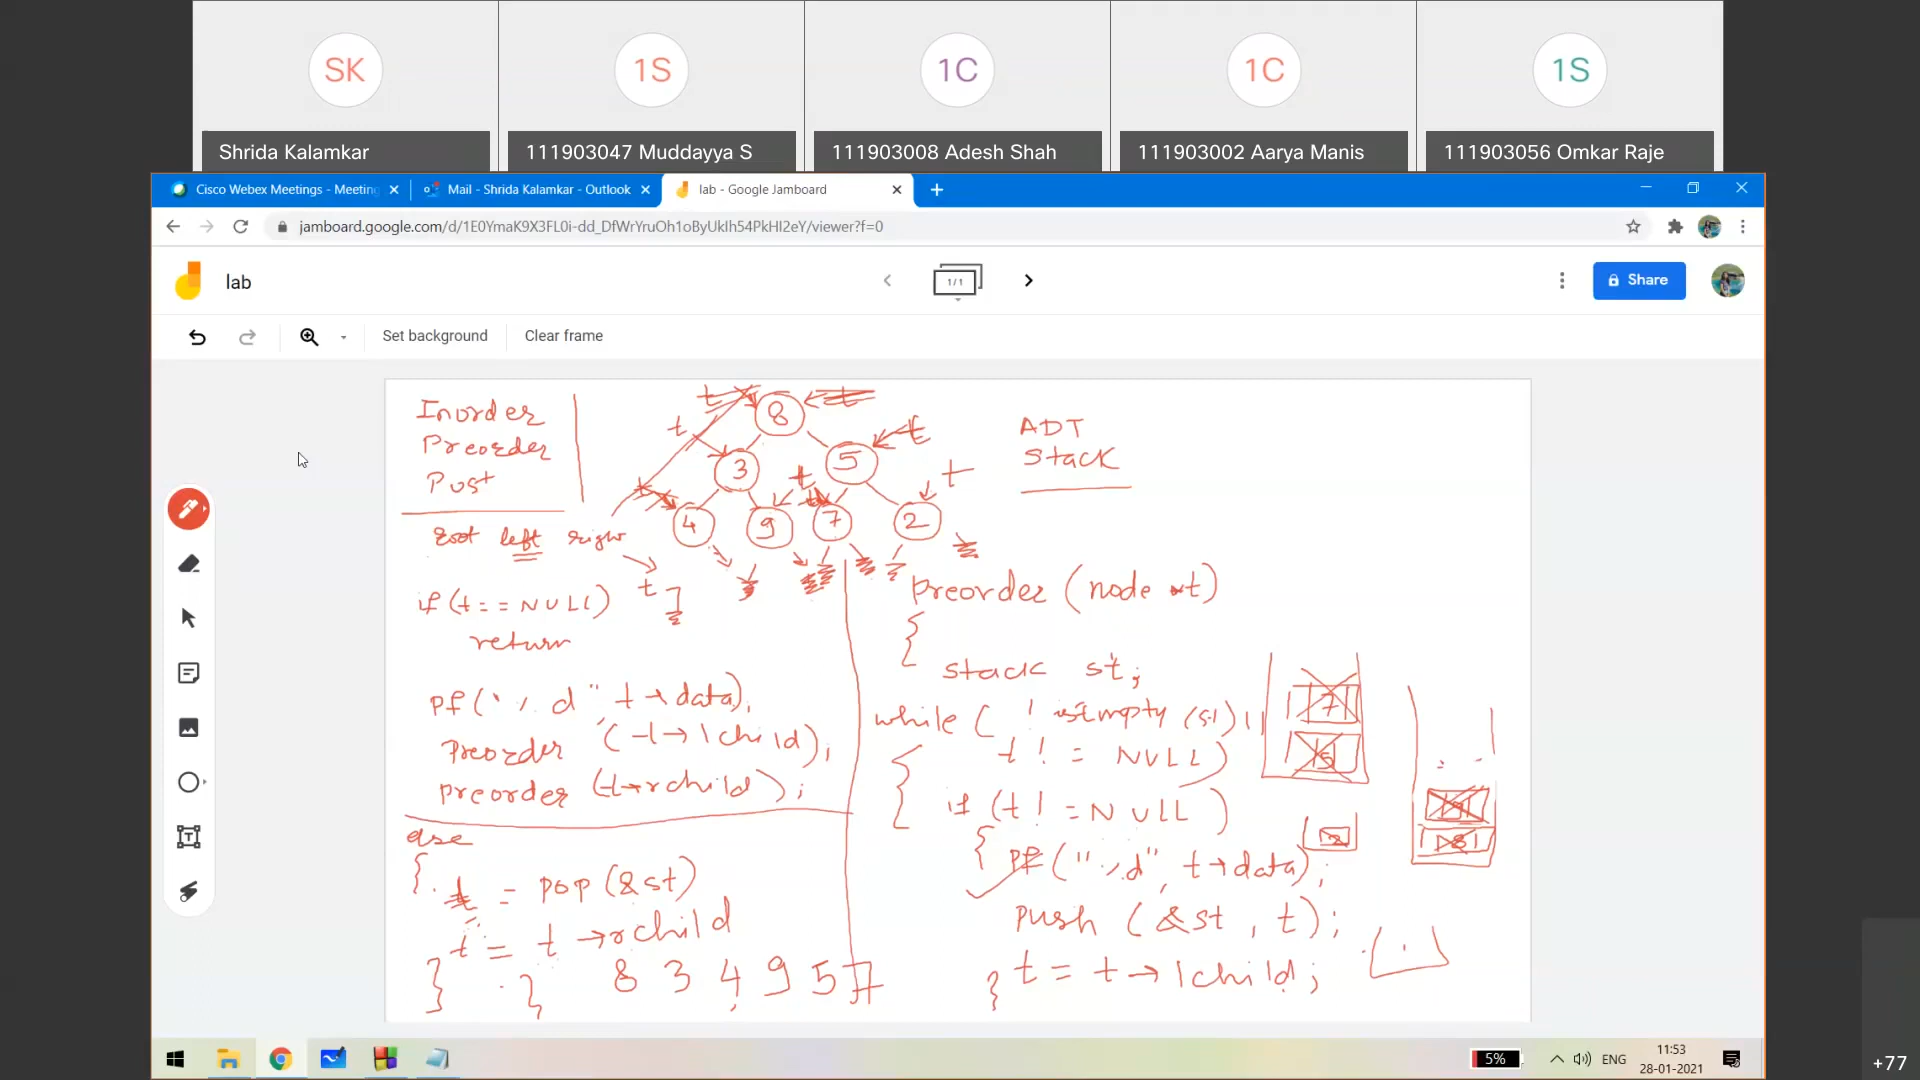 SK
1S
1C
1C
1S
Shrida Kalamkar
111903047 Muddayya S
111903008 Adesh Shah
111903002 Aarya Manis
111903056 Omkar Raje
Cisco Webex Meetings - Meeting
Mail - Shrida Kalamkar - Outlook
lab - Google Jamboard
jamboard.google.com/d/1E0YmaK9X3FL0i-dd_DfWrYruOh1oByUkIh54PkHI2eY/viewer?f=0
lab
1/1
Share
Set background
Clear frame
Inorder
Preorder
Post
root left right
t t
8
t t
3 5
t t
4 9 7 2
ADT
Stack
if (t == NULL) t
return
pf("%d", t→data),
preorder (t→lchild);
preorder (t→rchild);
else
{
t = pop (&st)
t = t →rchild
} }
8 3 4 9 5 7
preorder (node *t)
{
stack st;
while ( ! isEmpty (st) ||
{ t ! = NULL)
if (t ! = NULL)
{ pf ("%d", t→data);
push (&st, t);
} t = t → lchild;
7
5
2
5%
ENG
11:53
28-01-2021
+77